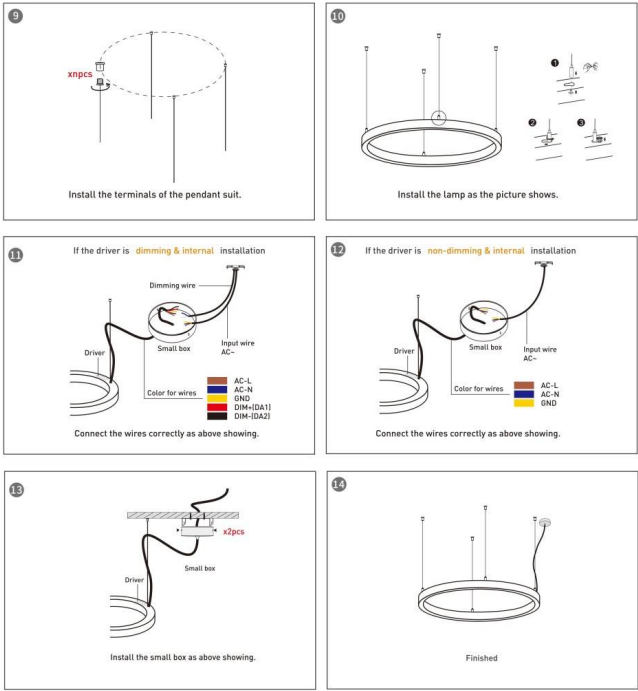 9
xnpcs
Install the terminals of the pendant suit.
10
1
2
3
Install the lamp as the picture shows.
11
If the driver is dimming & internal installation
Dimming wire
Small box
Input wire
AC~
Driver
Color for wires
AC-L
AC-N
GND
DIM+(DA1)
DIM-(DA2)
Connect the wires correctly as above showing.
12
If the driver is non-dimming & internal installation
Small box
Input wire
AC~
Driver
Color for wires
AC-L
AC-N
GND
Connect the wires correctly as above showing.
13
x2pcs
Small box
Driver
Install the small box as above showing.
14
Finished